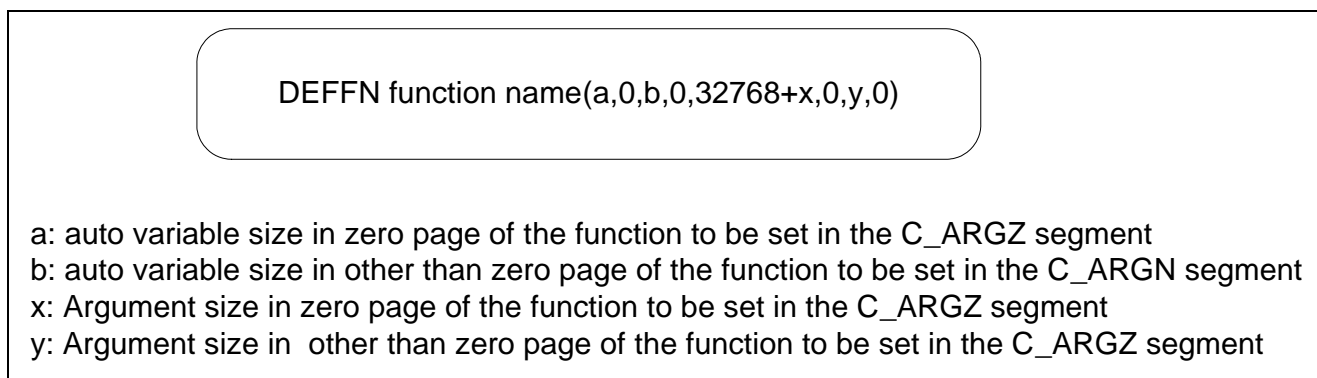 DEFFN function name(a,0,b,0,32768+x,0,y,0)
a: auto variable size in zero page of the function to be set in the C_ARGZ segment
b: auto variable size in other than zero page of the function to be set in the C_ARGN segment
x: Argument size in zero page of the function to be set in the C_ARGZ segment
y: Argument size in  other than zero page of the function to be set in the C_ARGZ segment